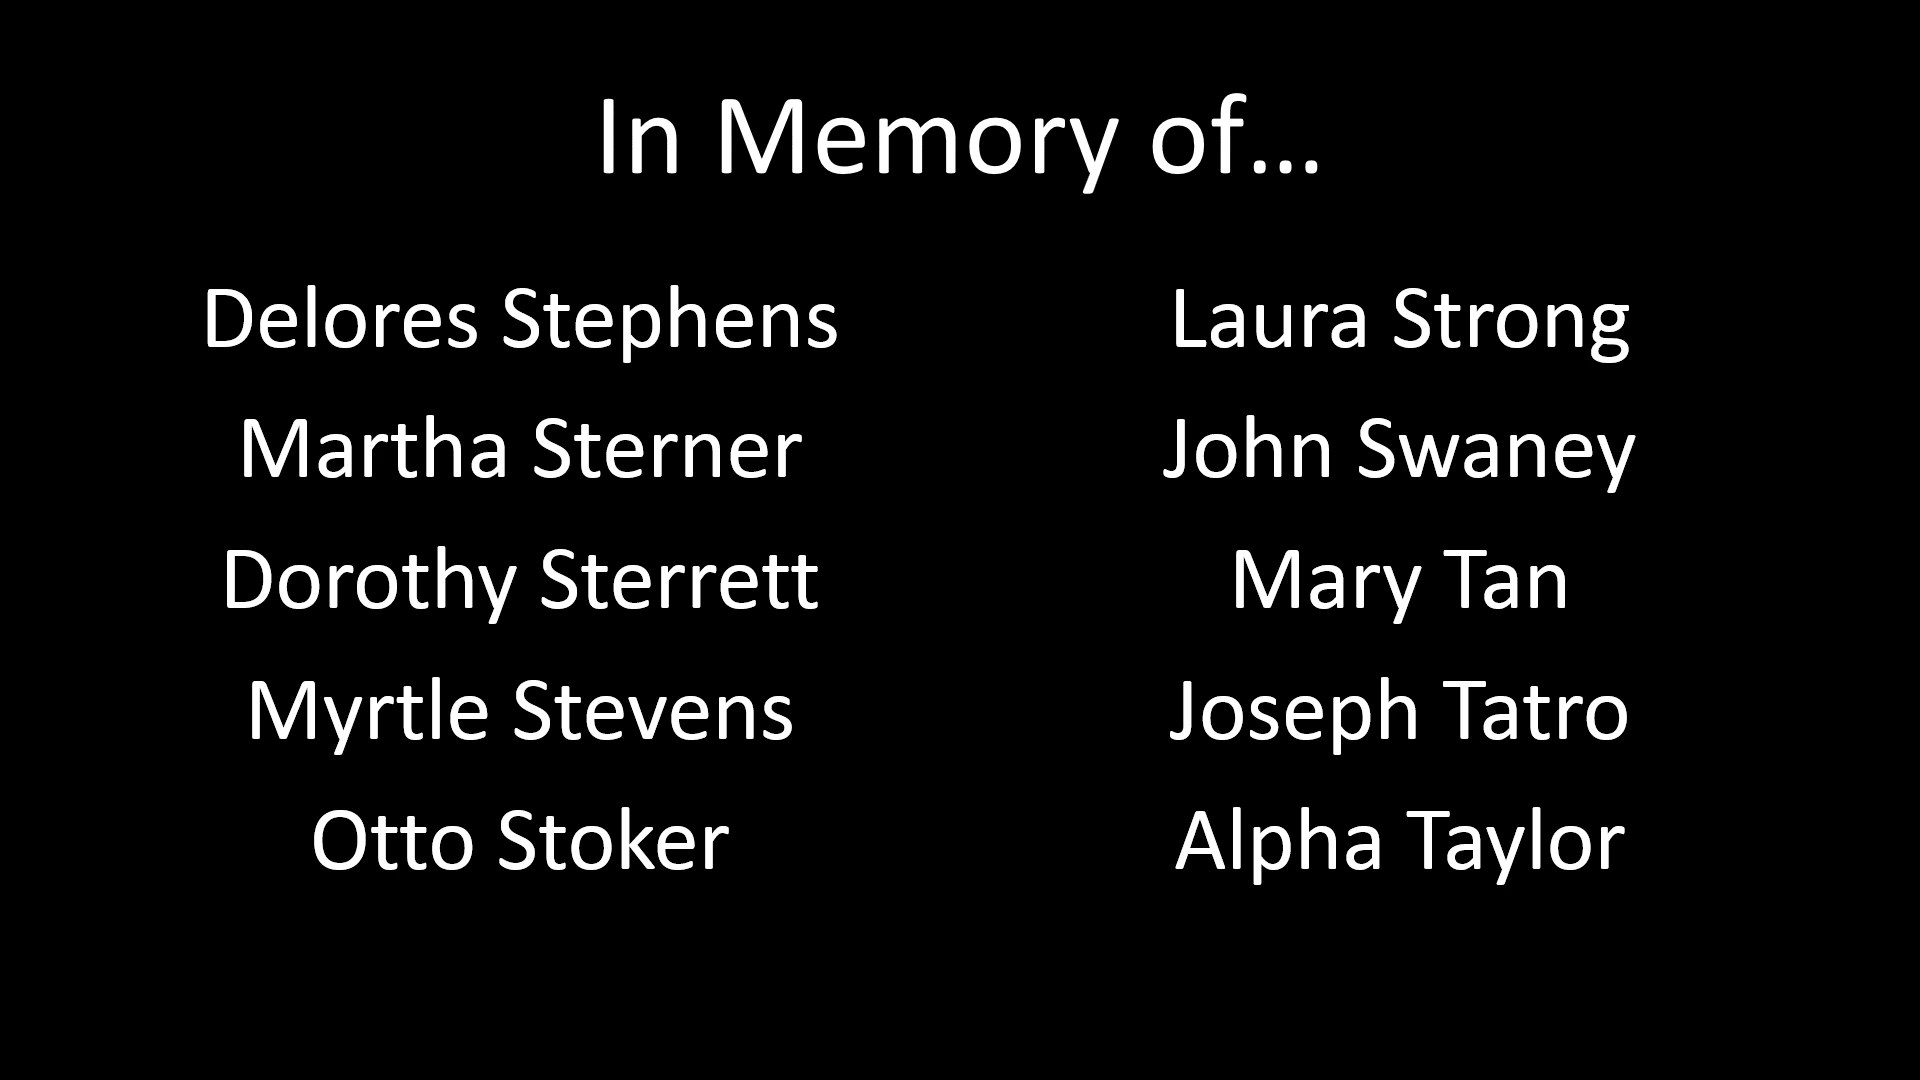 In Memory of...
Delores Stephens
Martha Sterner
Dorothy Sterrett
Myrtle Stevens
Otto Stoker
Laura Strong
John Swaney
Mary Tan
Joseph Tatro
Alpha Taylor